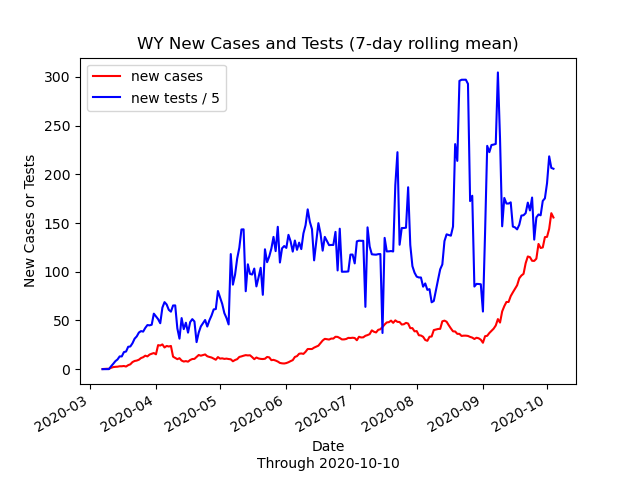 WY New Cases and Tests (7-day rolling mean)
new cases
new tests / 5
New Cases or Tests
300
250
200
150
100
50
0
2020-03
2020-04
2020-05
2020-06
2020-07
2020-08
2020-09
2020-10
Date
Through 2020-10-10